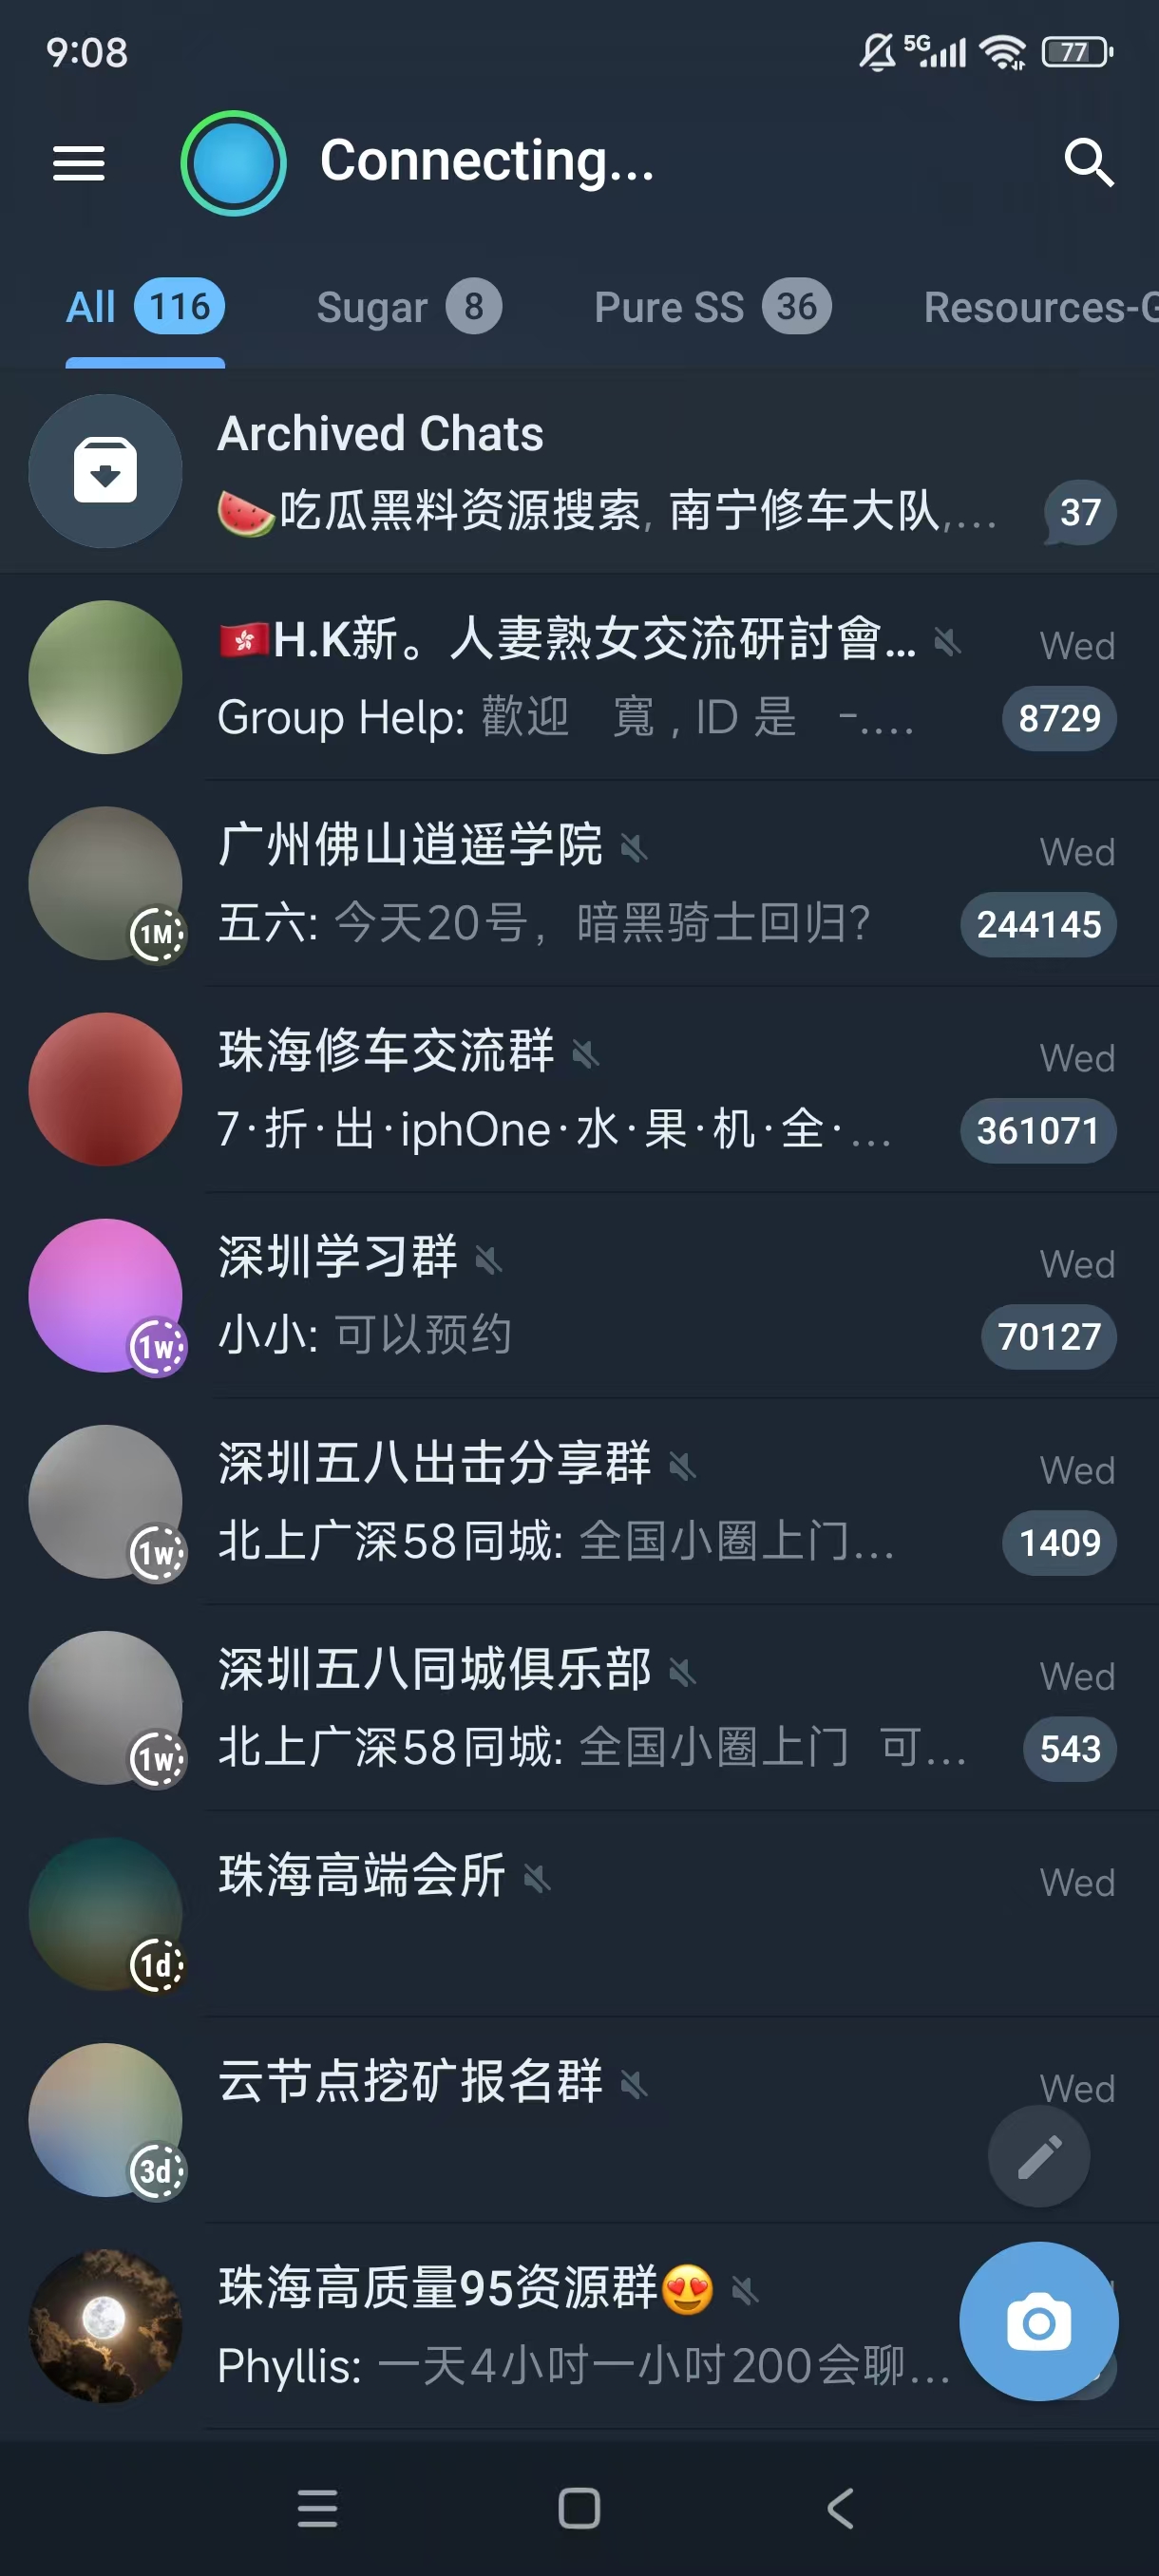 9:08
5G
77
Connecting...
All 116
Sugar 8
Pure SS 36
Resources-G
Archived Chats
🍉吃瓜黑料资源搜索, 南宁修车大队,...
37
🇭🇰H.K新。人妻熟女交流研討會...
Wed
Group Help: 歡迎 寬 , ID 是 -....
8729
广州佛山逍遥学院
Wed
1M
五六: 今天20号，暗黑骑士回归?
244145
珠海修车交流群
Wed
7·折·出·iphOne·水·果·机·全·...
361071
深圳学习群
Wed
1w
小小: 可以预约
70127
深圳五八出击分享群
Wed
1w
北上广深58同城: 全国小圈上门...
1409
深圳五八同城俱乐部
Wed
1w
北上广深58同城: 全国小圈上门 可...
543
珠海高端会所
Wed
1d
云节点挖矿报名群
Wed
3d
珠海高质量95资源群😍
Phyllis: 一天4小时一小时200会聊...